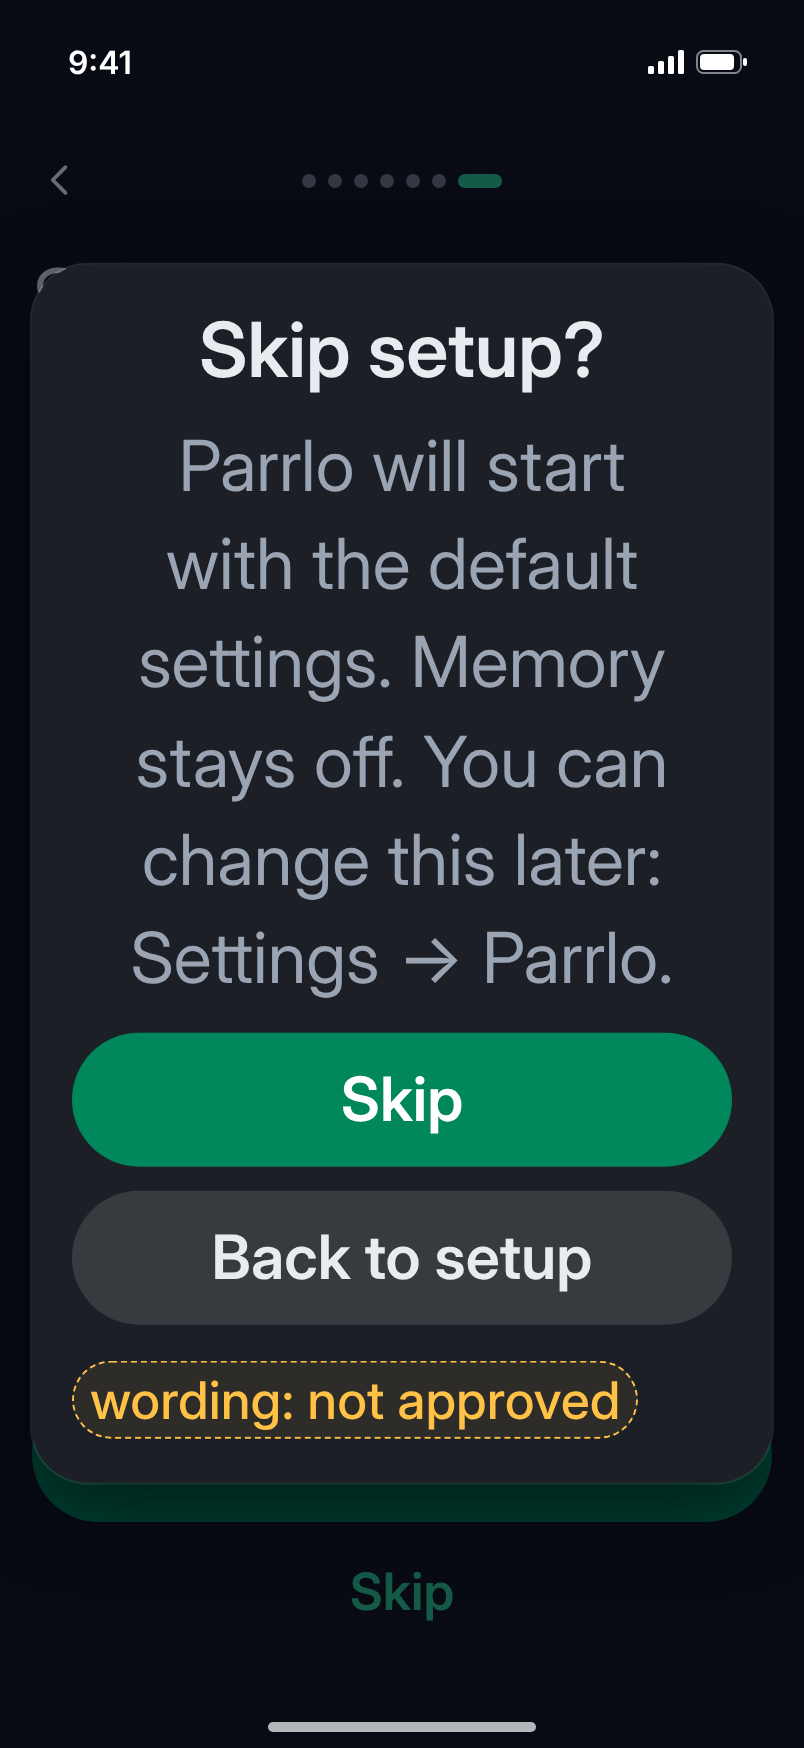 9:41
Skip setup?
Parrlo will start
with the default
settings. Memory
stays off. You can
change this later:
Settings → Parrlo.
Skip
Back to setup
wording: not approved
Skip